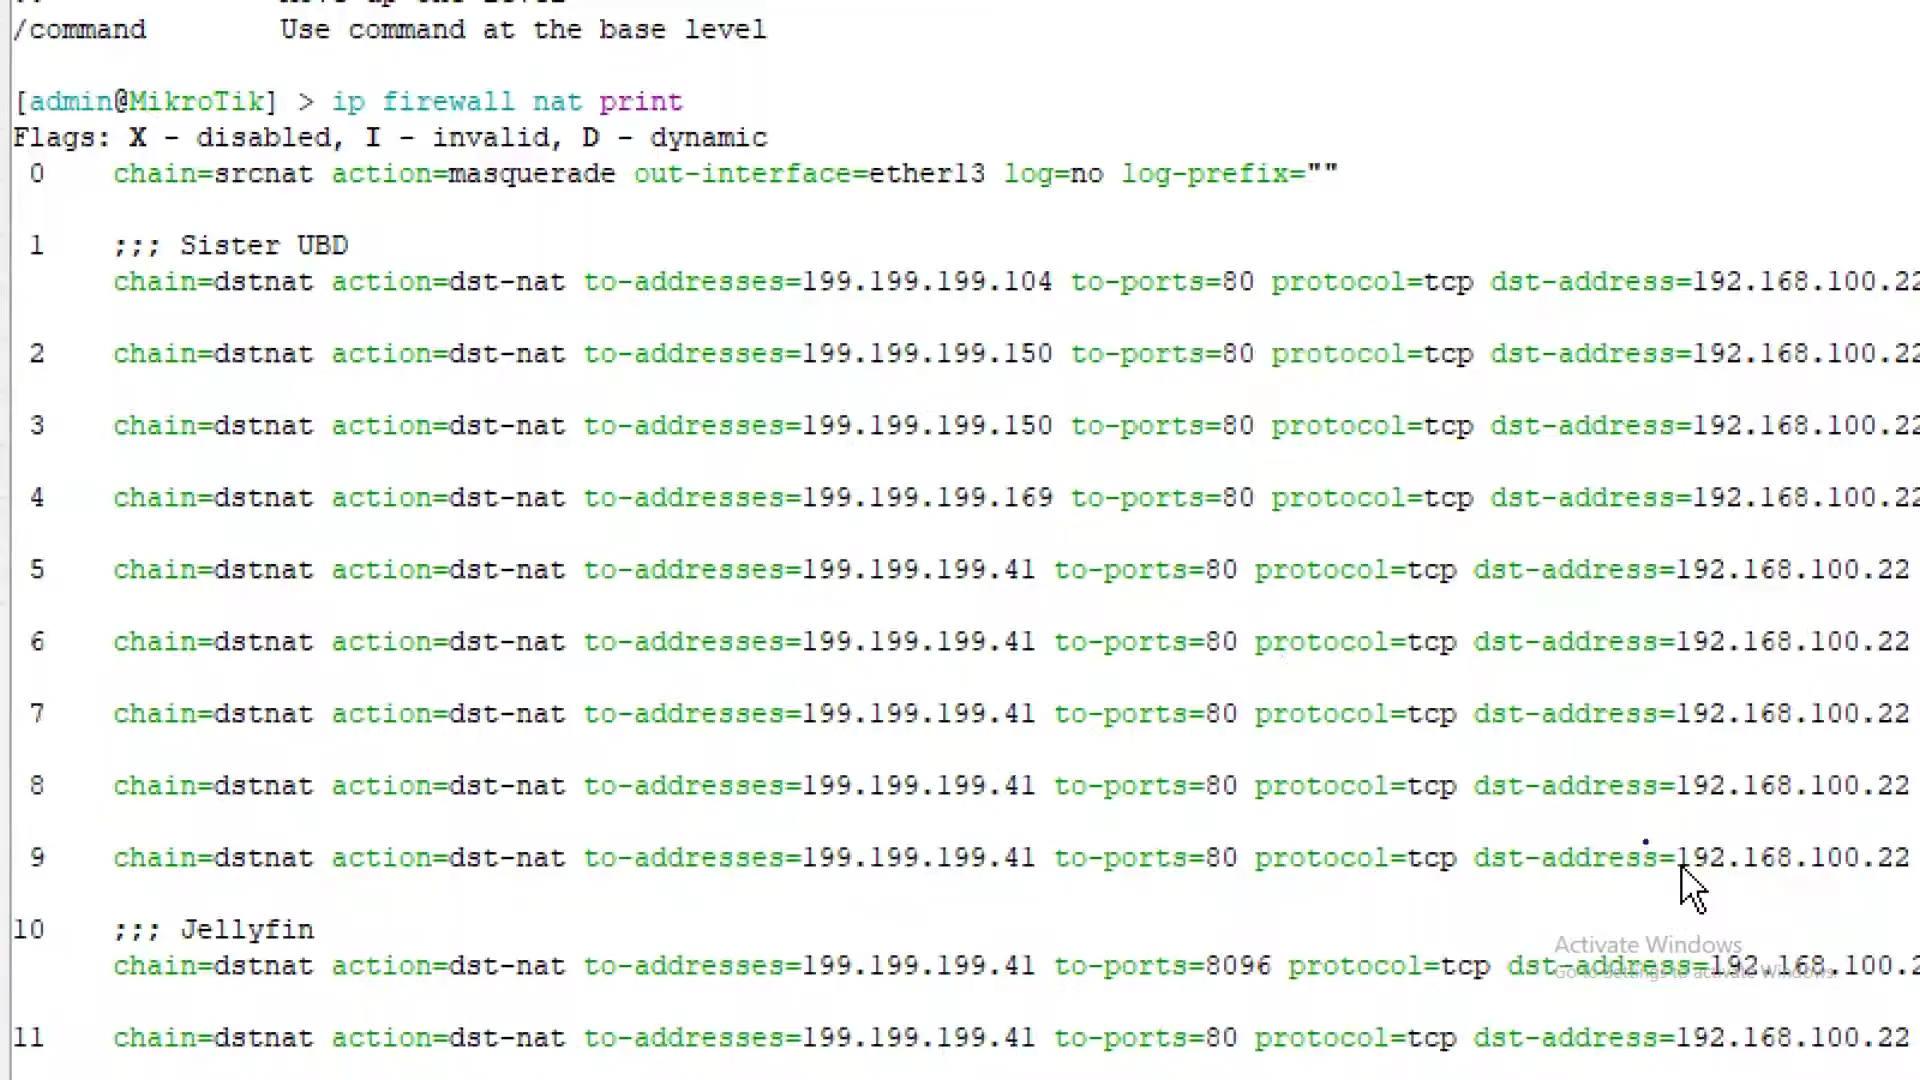 /command Use command at the base level
[admin@MikroTik] > ip firewall nat print
Flags: X - disabled, I - invalid, D - dynamic
0 chain=srcnat action=masquerade out-interface=ether13 log=no log-prefix=""
1 ;;; Sister UBD
chain=dstnat action=dst-nat to-addresses=199.199.199.104 to-ports=80 protocol=tcp dst-address=192.168.100.22
2 chain=dstnat action=dst-nat to-addresses=199.199.199.150 to-ports=80 protocol=tcp dst-address=192.168.100.22
3 chain=dstnat action=dst-nat to-addresses=199.199.199.150 to-ports=80 protocol=tcp dst-address=192.168.100.22
4 chain=dstnat action=dst-nat to-addresses=199.199.199.169 to-ports=80 protocol=tcp dst-address=192.168.100.22
5 chain=dstnat action=dst-nat to-addresses=199.199.199.41 to-ports=80 protocol=tcp dst-address=192.168.100.22
6 chain=dstnat action=dst-nat to-addresses=199.199.199.41 to-ports=80 protocol=tcp dst-address=192.168.100.22
7 chain=dstnat action=dst-nat to-addresses=199.199.199.41 to-ports=80 protocol=tcp dst-address=192.168.100.22
8 chain=dstnat action=dst-nat to-addresses=199.199.199.41 to-ports=80 protocol=tcp dst-address=192.168.100.22
9 chain=dstnat action=dst-nat to-addresses=199.199.199.41 to-ports=80 protocol=tcp dst-address=192.168.100.22
10 ;;; Jellyfin
Activate Windows
chain=dstnat action=dst-nat to-addresses=199.199.199.41 to-ports=8096 protocol=tcp dst-address=192.168.100.2
Go to Settings to activate Windows.
11 chain=dstnat action=dst-nat to-addresses=199.199.199.41 to-ports=80 protocol=tcp dst-address=192.168.100.22